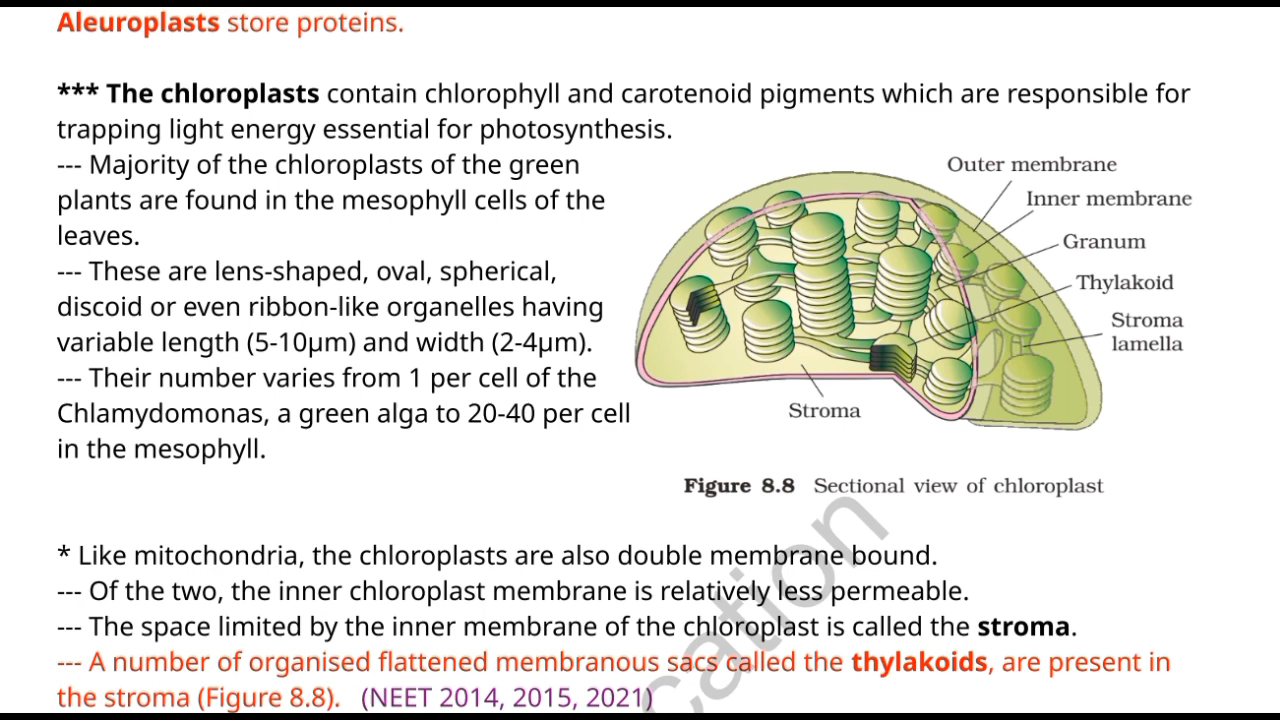 Aleuroplasts store proteins.
*** The chloroplasts contain chlorophyll and carotenoid pigments which are responsible for
trapping light energy essential for photosynthesis.
--- Majority of the chloroplasts of the green
plants are found in the mesophyll cells of the
leaves.
--- These are lens-shaped, oval, spherical,
discoid or even ribbon-like organelles having
variable length (5-10µm) and width (2-4µm).
--- Their number varies from 1 per cell of the
Chlamydomonas, a green alga to 20-40 per cell
in the mesophyll.
Outer membrane
Inner membrane
Granum
Thylakoid
Stroma
lamella
Stroma
Figure 8.8 Sectional view of chloroplast
* Like mitochondria, the chloroplasts are also double membrane bound.
--- Of the two, the inner chloroplast membrane is relatively less permeable.
--- The space limited by the inner membrane of the chloroplast is called the stroma.
--- A number of organised flattened membranous sacs called the thylakoids, are present in
the stroma (Figure 8.8). (NEET 2014, 2015, 2021)